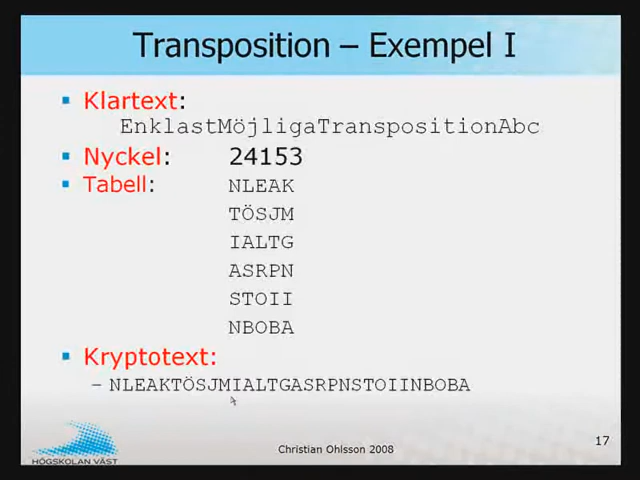 Transposition – Exempel I
Klartext:
EnklastMöjligaTranspositionAbc
Nyckel: 24153
Tabell: NLEAK
TÖSJM
IALTG
ASRPN
STOII
NBOBA
Kryptotext:
– NLEAKTÖSJMIALTGASRPNSTOIINBOBA
HÖGSKOLAN VÄST
Christian Ohlsson 2008
17